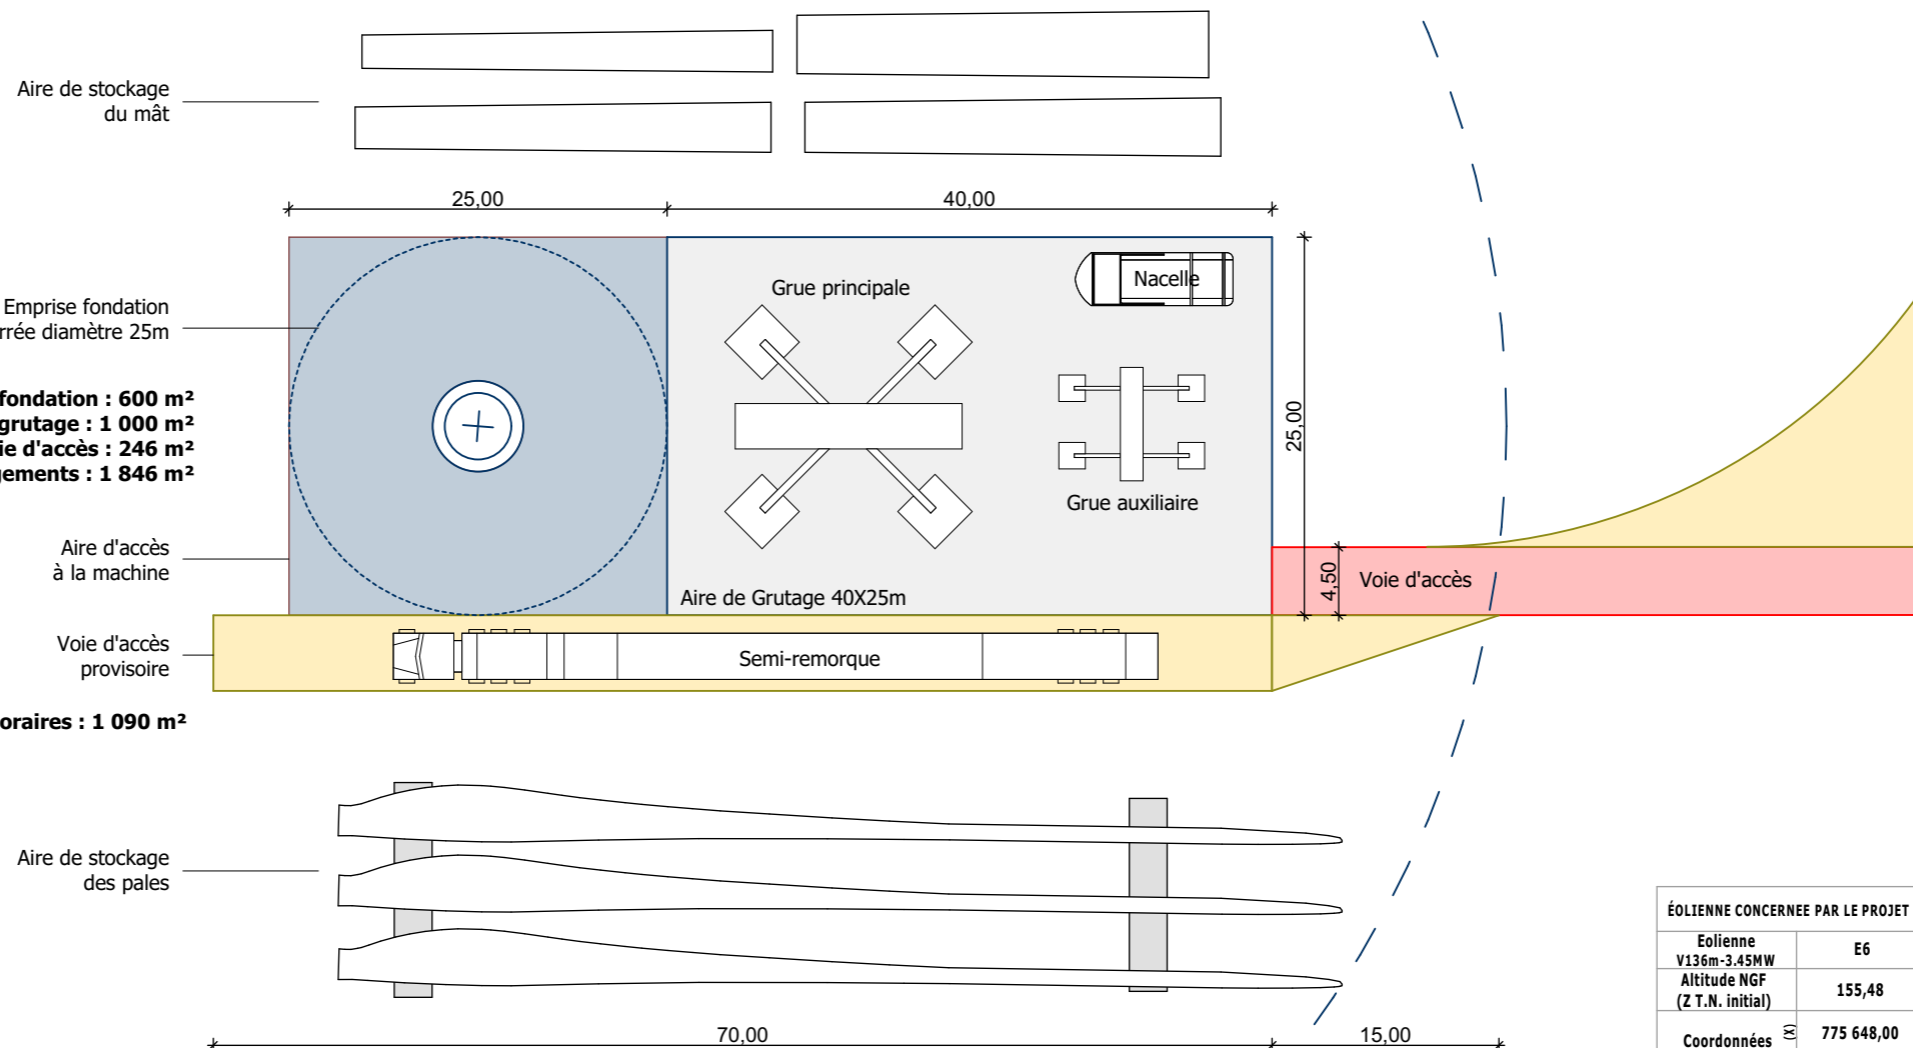 Aire de stockage
du mât
25,00
40,00
Emprise fondation
rrée diamètre 25m
Grue principale
Nacelle
fondation : 600 m²
grutage : 1 000 m²
ie d'accès : 246 m²
gements : 1 846 m²
25,00
Grue auxiliaire
Aire d'accès
à la machine
4,50
Voie d'accès
Aire de Grutage 40X25m
Voie d'accès
provisoire
Semi-remorque
oraires : 1 090 m²
Aire de stockage
des pales
ÉOLIENNE CONCERNEE PAR LE PROJET
Eolienne
V136m-3.45MW
E6
Altitude NGF
(Z T.N. initial)
155,48
Coordonnées
(X)
775 648,00
70,00
15,00